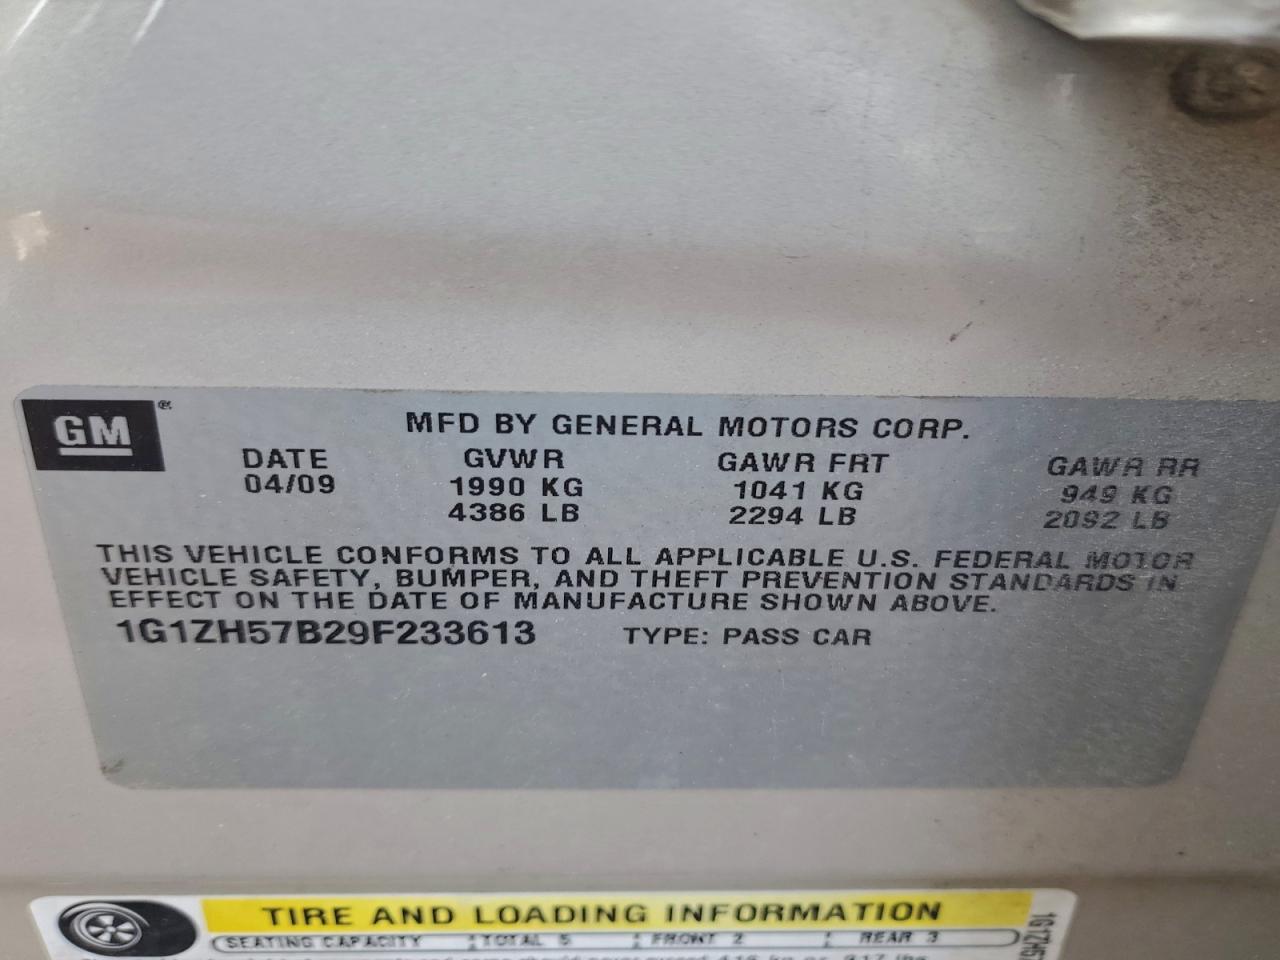 GM ®
MFD BY GENERAL MOTORS CORP.
DATE GVWR GAWR FRT GAWR RR
04/09 1990 KG 1041 KG 949 KG
4386 LB 2294 LB 2092 LB
THIS VEHICLE CONFORMS TO ALL APPLICABLE U.S. FEDERAL MOTOR
VEHICLE SAFETY, BUMPER, AND THEFT PREVENTION STANDARDS IN
EFFECT ON THE DATE OF MANUFACTURE SHOWN ABOVE.
1G1ZH57B29F233613 TYPE: PASS CAR
TIRE AND LOADING INFORMATION
SEATING CAPACITY TOTAL 5 FRONT 2 REAR 3
1G1ZH57